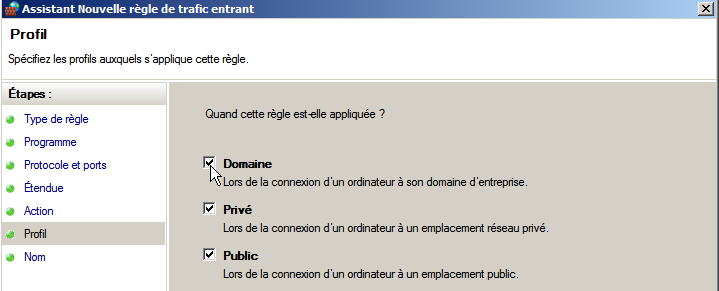 Assistant Nouvelle règle de trafic entrant
Profil
Spécifiez les profils auxquels s'applique cette règle.
Étapes :
Type de règle
Programme
Protocole et ports
Étendue
Action
Profil
Nom
Quand cette règle est-elle appliquée ?
Domaine
Lors de la connexion d'un ordinateur à son domaine d'entreprise.
Privé
Lors de la connexion d'un ordinateur à un emplacement réseau privé.
Public
Lors de la connexion d'un ordinateur à un emplacement public.